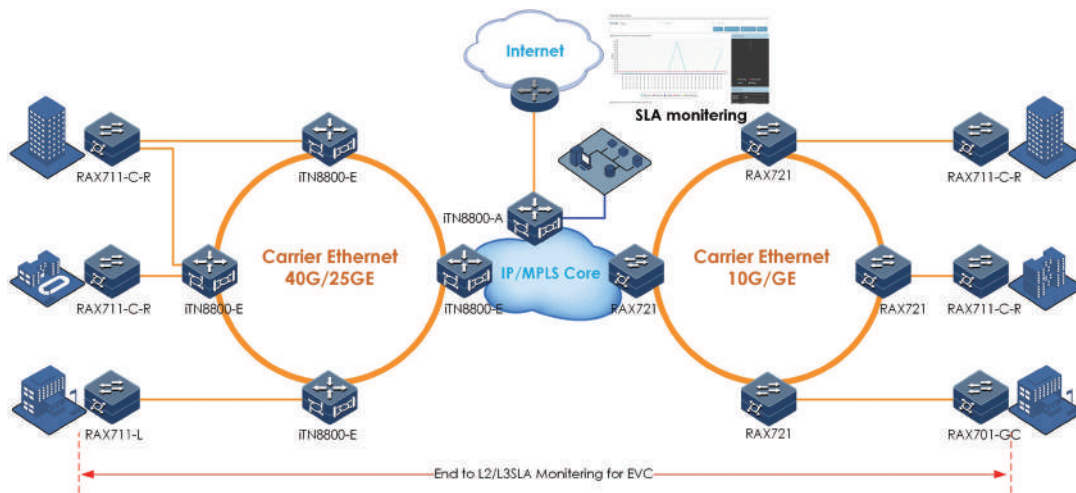 Internet
SLA monitoring
RAX711-C-R
iTN8800-E
RAX721
RAX711-C-R
iTN8800-A
Carrier Ethernet
40G/25GE
IP/MPLS Core
Carrier Ethernet
10G/GE
RAX711-C-R
iTN8800-E
iTN8800-E
RAX721
RAX721
RAX711-C-R
RAX711-L
iTN8800-E
RAX721
RAX701-GC
End to L2/L3SLA Monitering for EVC